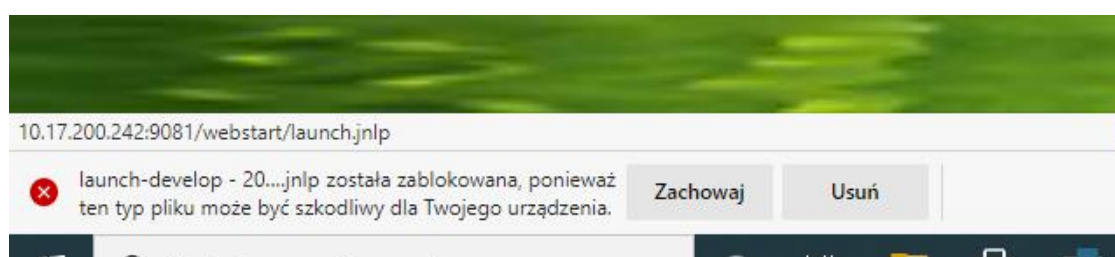 10.17.200.242:9081/webstart/launch.jnlp
launch-develop - 20....jnlp została zablokowana, ponieważ
ten typ pliku może być szkodliwy dla Twojego urządzenia.
Zachowaj
Usuń